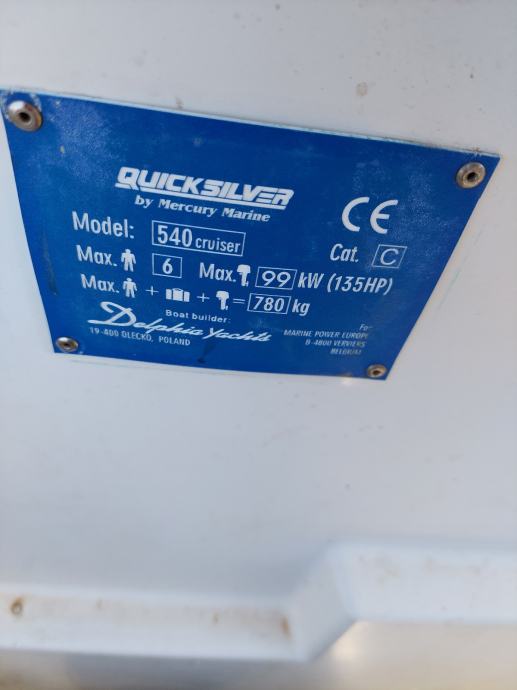 QUICKSILVER
by Mercury Marine
CE
Model: 540 cruiser
Cat. C
Max. 6 Max. 99 kW (135HP)
Max. + + = 780 kg
Boat builder:
Delphia Yachts
19-400 OLECKO, POLAND
For
MARINE POWER EUROPE
B-4800 VERVIERS
BELGIUM